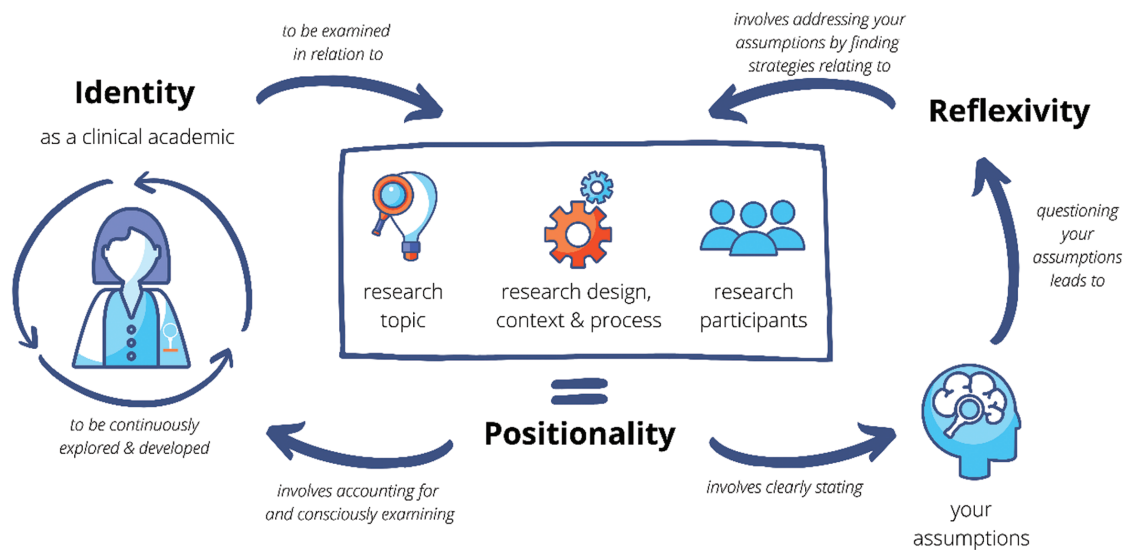 to be examined
in relation to
involves addressing your
assumptions by finding
strategies relating to
Identity
as a clinical academic
Reflexivity
research
topic
research design,
context & process
research
participants
questioning
your
assumptions
leads to
to be continuously
explored & developed
=
Positionality
involves accounting for
and consciously examining
involves clearly stating
your
assumptions